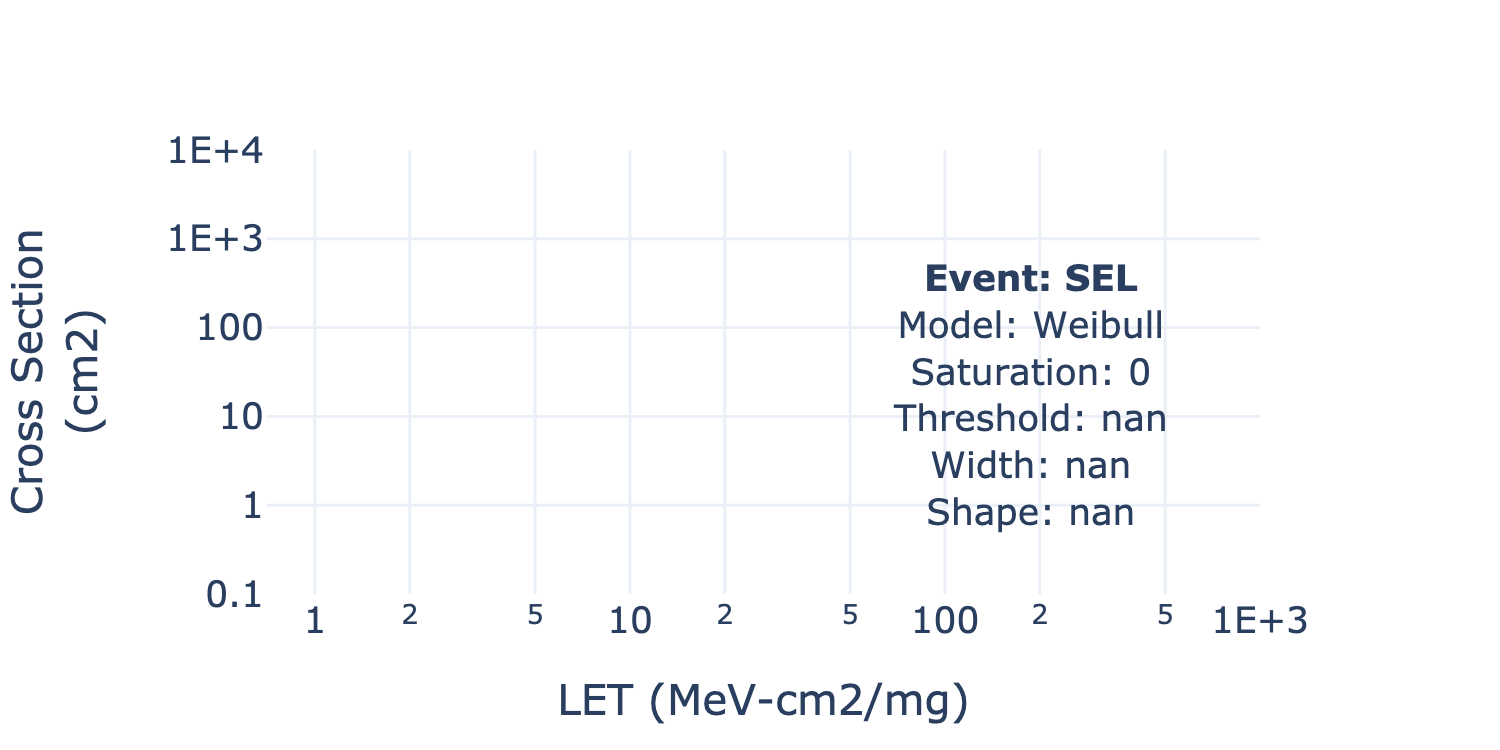 1E+4
1E+3
100
10
1
0.1
Cross Section
(cm2)
Event: SEL
Model: Weibull
Saturation: 0
Threshold: nan
Width: nan
Shape: nan
1 2 5 10 2 5 100 2 5 1E+3
LET (MeV-cm2/mg)